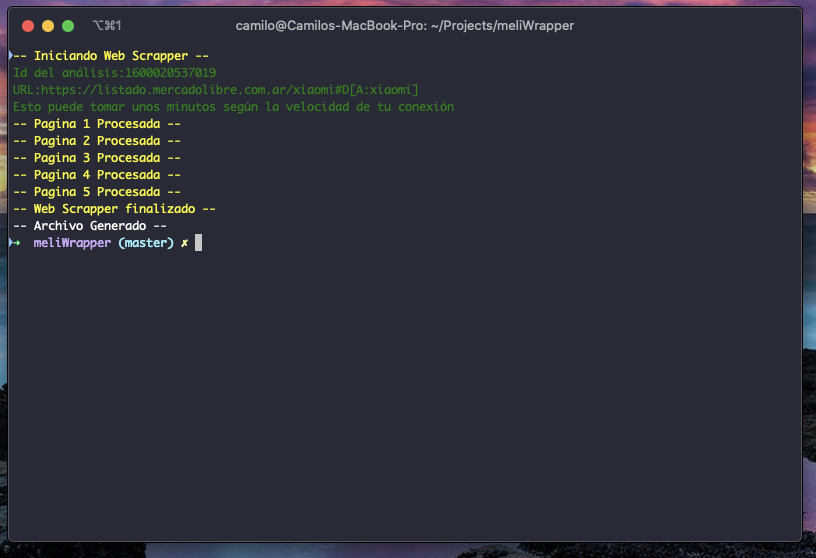 ⌥⌘1
camilo@Camilos-MacBook-Pro: ~/Projects/meliWrapper
-- Iniciando Web Scrapper --
Id del análisis:1600020537019
URL:https://listado.mercadolibre.com.ar/xiaomi#D[A:xiaomi]
Esto puede tomar unos minutos según la velocidad de tu conexión
-- Pagina 1 Procesada --
-- Pagina 2 Procesada --
-- Pagina 3 Procesada --
-- Pagina 4 Procesada --
-- Pagina 5 Procesada --
-- Web Scrapper finalizado --
-- Archivo Generado --
→ meliWrapper (master) ✗